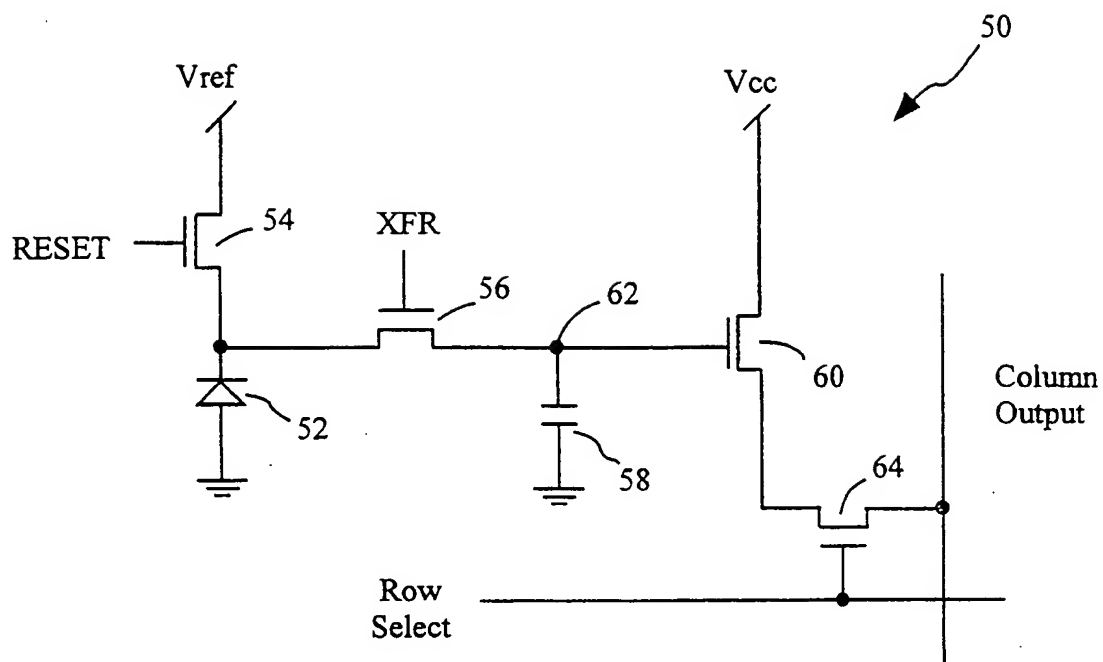 50
Vref
Vcc
54
XFR
RESET
56
62
60
Column
Output
52
58
64
Row
Select